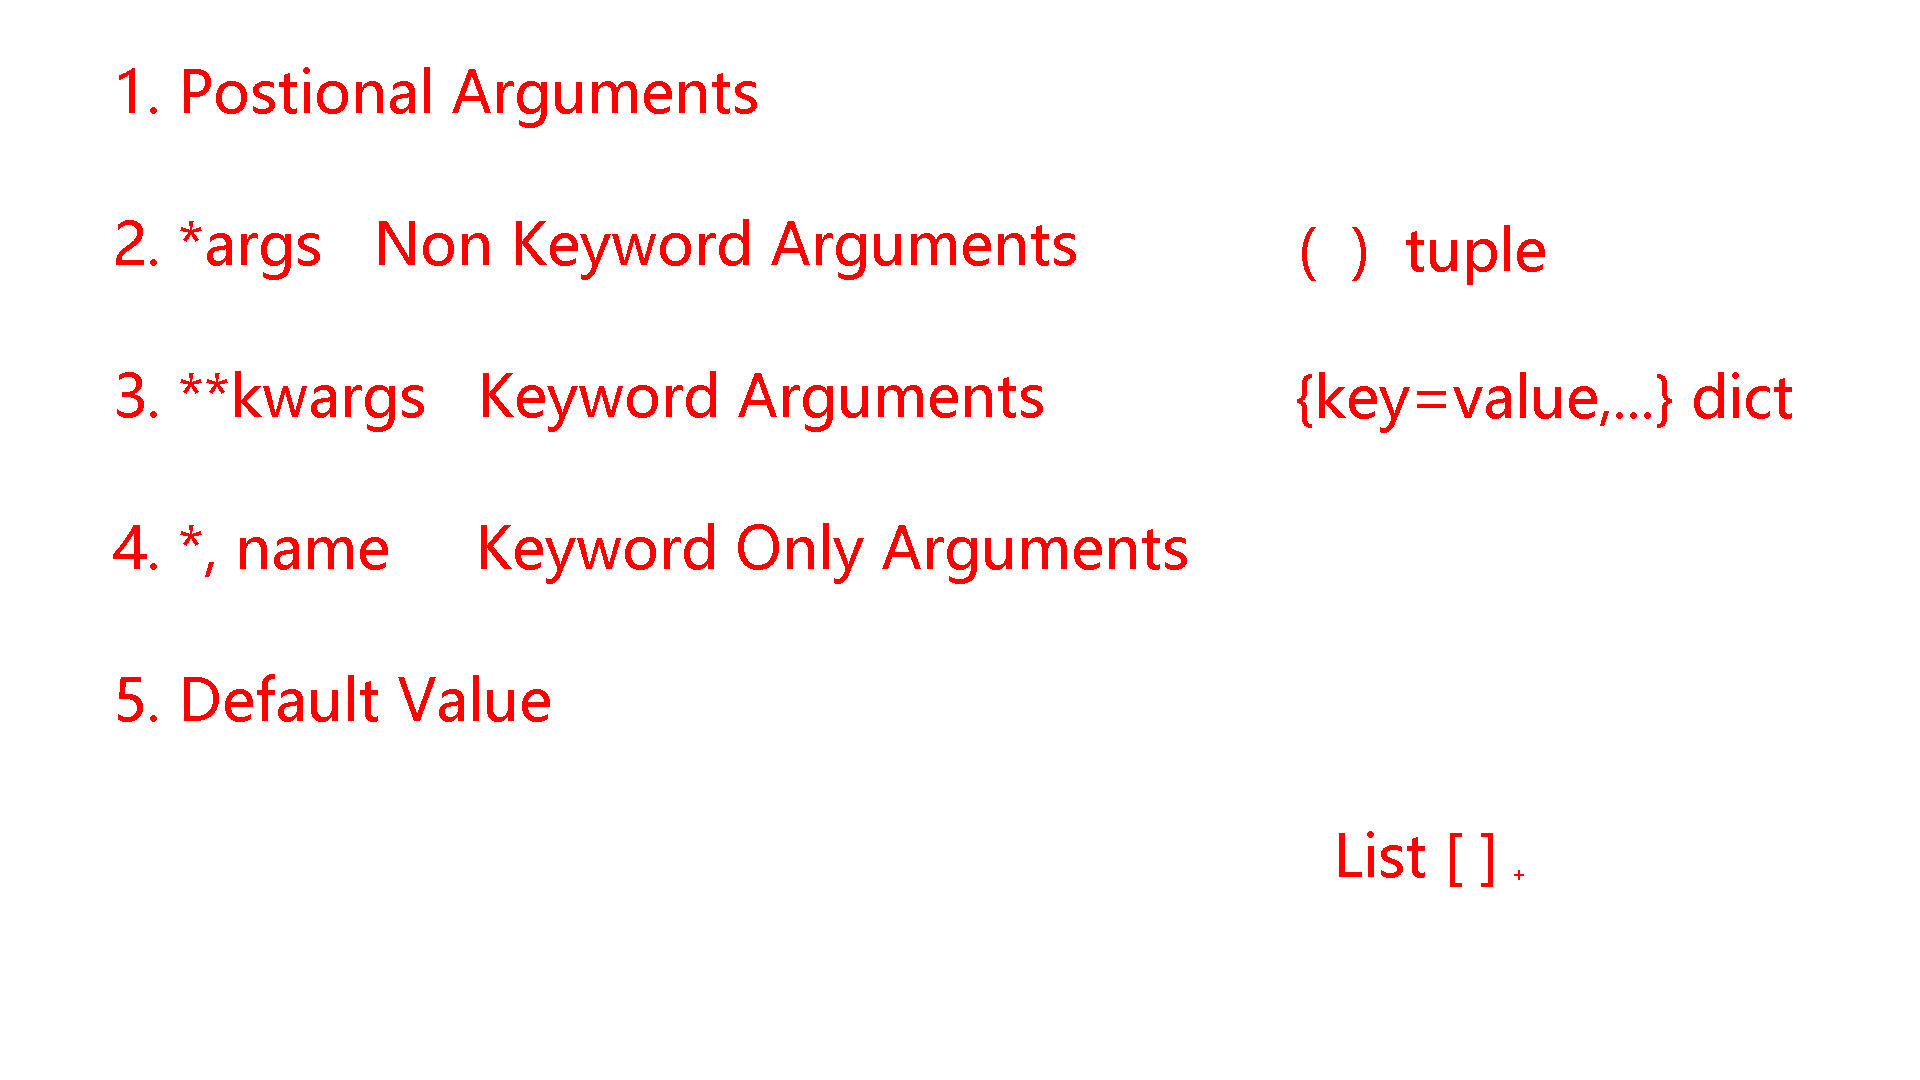 1. Postional Arguments
2. *args Non Keyword Arguments ( ) tuple
3. **kwargs Keyword Arguments {key=value,...} dict
4. *, name Keyword Only Arguments
5. Default Value
List [ ] +